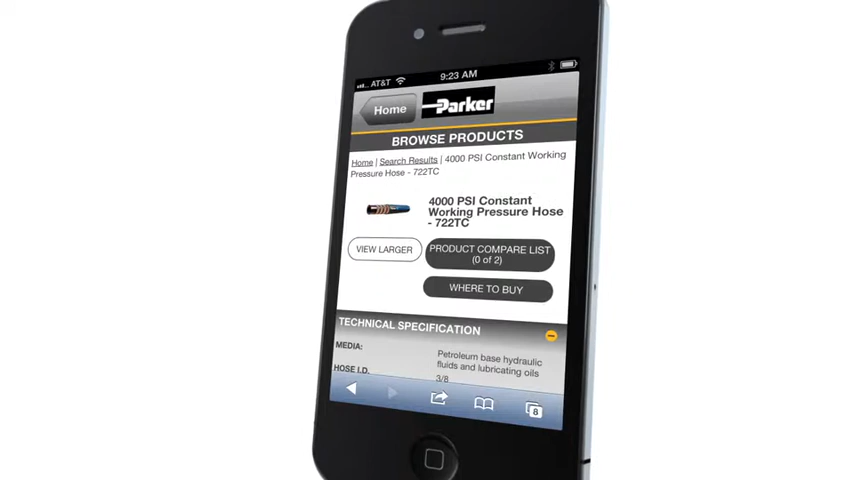 AT&T 9:23 AM
Home Parker
BROWSE PRODUCTS
Home | Search Results | 4000 PSI Constant Working
Pressure Hose - 722TC
4000 PSI Constant
Working Pressure Hose
- 722TC
VIEW LARGER
PRODUCT COMPARE LIST
(0 of 2)
WHERE TO BUY
TECHNICAL SPECIFICATION
MEDIA:
Petroleum base hydraulic
fluids and lubricating oils
HOSE I.D.
3/8
8